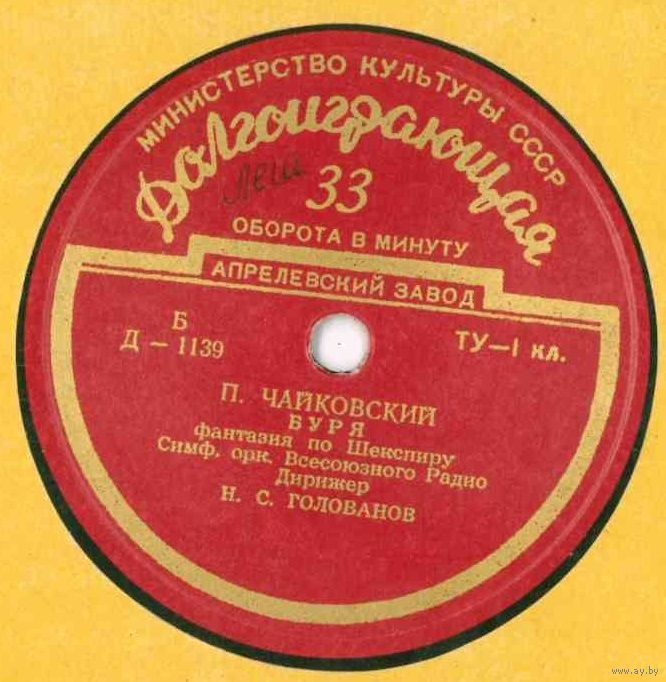 МИНИСТЕРСТВО КУЛЬТУРЫ СССР
Долгоиграющая
33
ОБОРОТА В МИНУТУ
АПРЕЛЕВСКИЙ ЗАВОД
Б
Д — 1139
ТУ—1 кл.
П. ЧАЙКОВСКИЙ
БУРЯ
фантазия по Шекспиру
Симф. орк. Всесоюзного Радио
Дирижер
Н. С. ГОЛОВАНОВ
www.ay.by